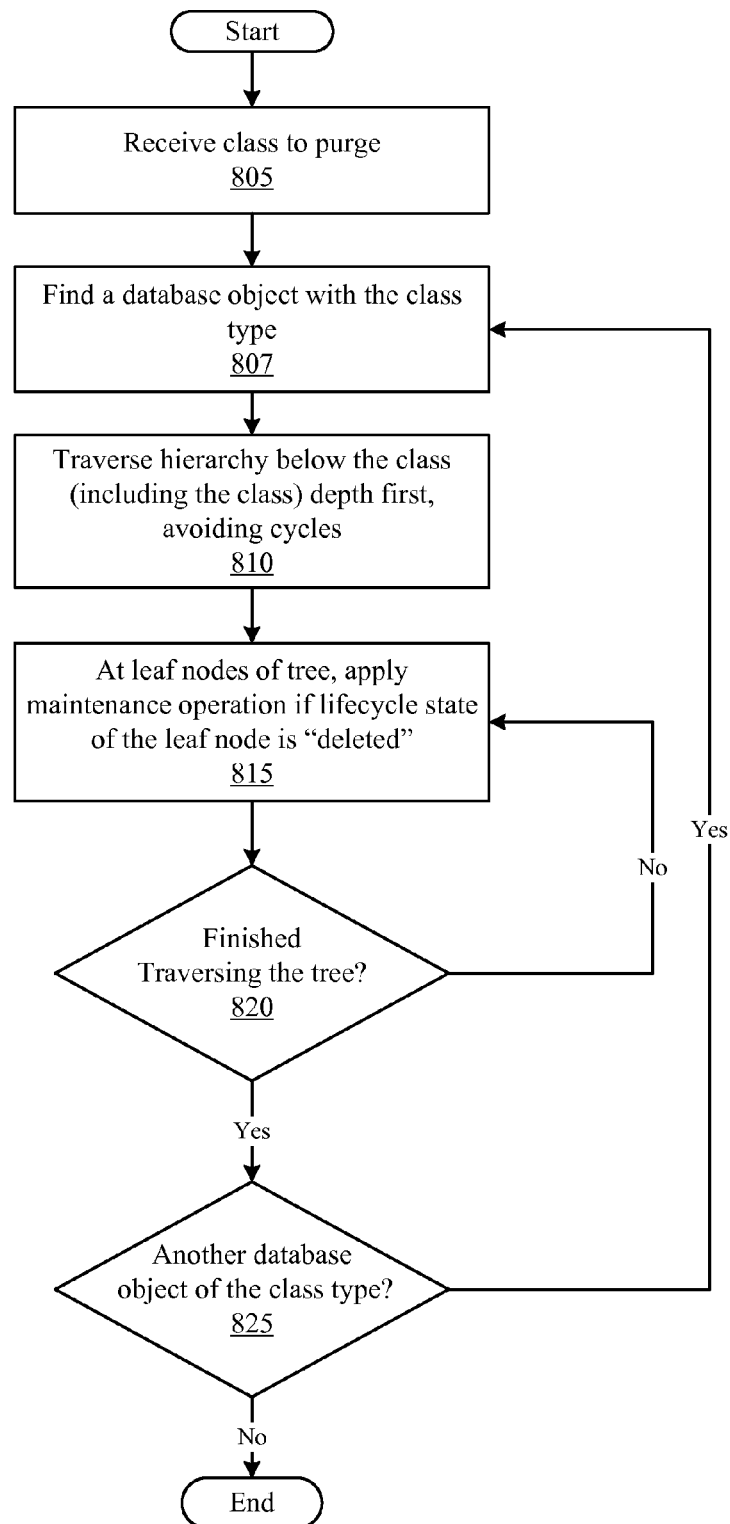 Start
Receive class to purge
805
Find a database object with the class
type
807
Traverse hierarchy below the class
(including the class) depth first,
avoiding cycles
810
At leaf nodes of tree, apply
maintenance operation if lifecycle state
of the leaf node is “deleted”
815
Yes
No
Finished
Traversing the tree?
820
Yes
Another database
object of the class type?
825
No
End